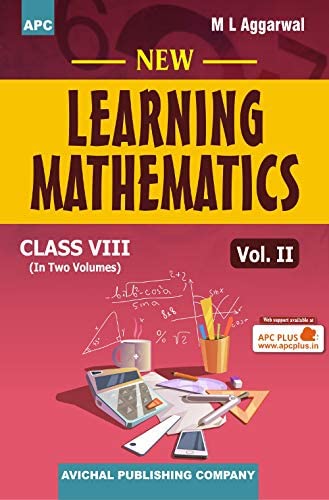 APC
M L Aggarwal
NEW
LEARNING
MATHEMATICS
CLASS VIII
(In Two Volumes)
Vol. II
Web support available at
APC PLUS
www.apcplus.in
AVICHAL PUBLISHING COMPANY